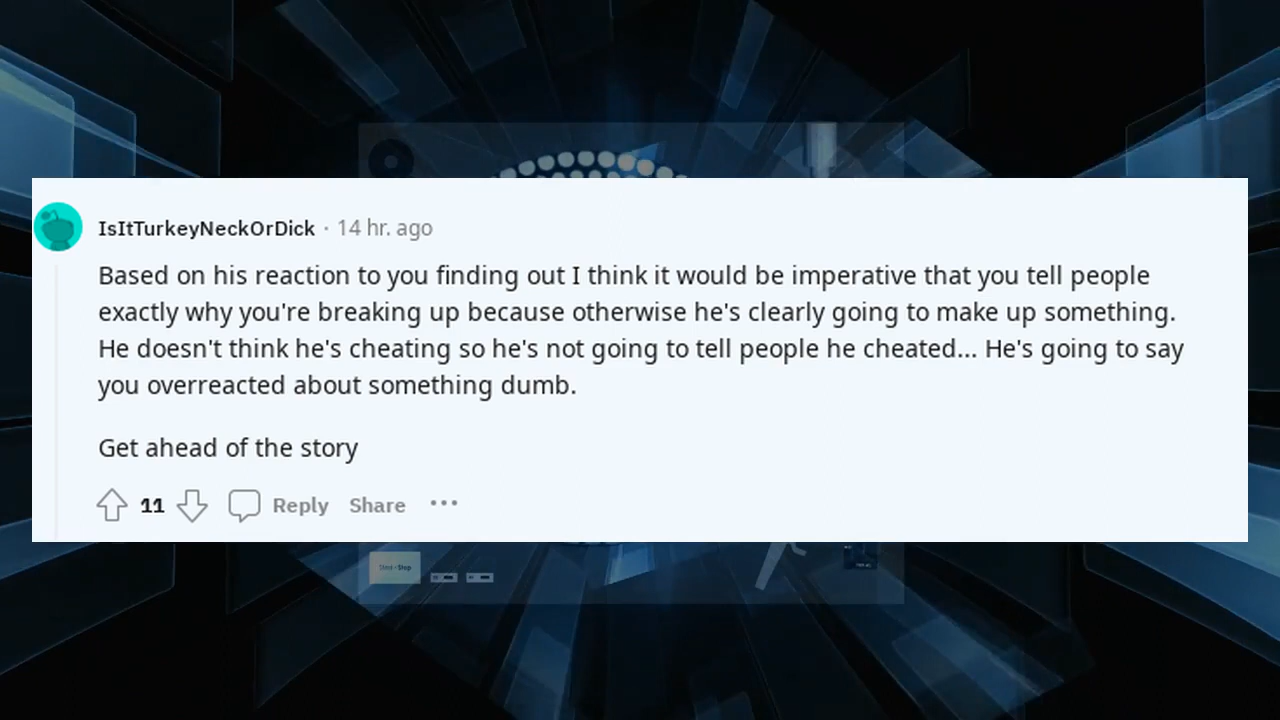 IsItTurkeyNeckOrDick · 14 hr. ago
Based on his reaction to you finding out I think it would be imperative that you tell people
exactly why you're breaking up because otherwise he's clearly going to make up something.
He doesn't think he's cheating so he's not going to tell people he cheated... He's going to say
you overreacted about something dumb.
Get ahead of the story
11 Reply Share ...